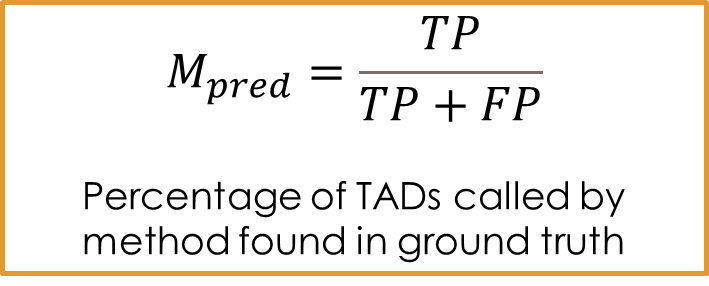 M_pred = TP / (TP + FP)
Percentage of TADs called by
method found in ground truth